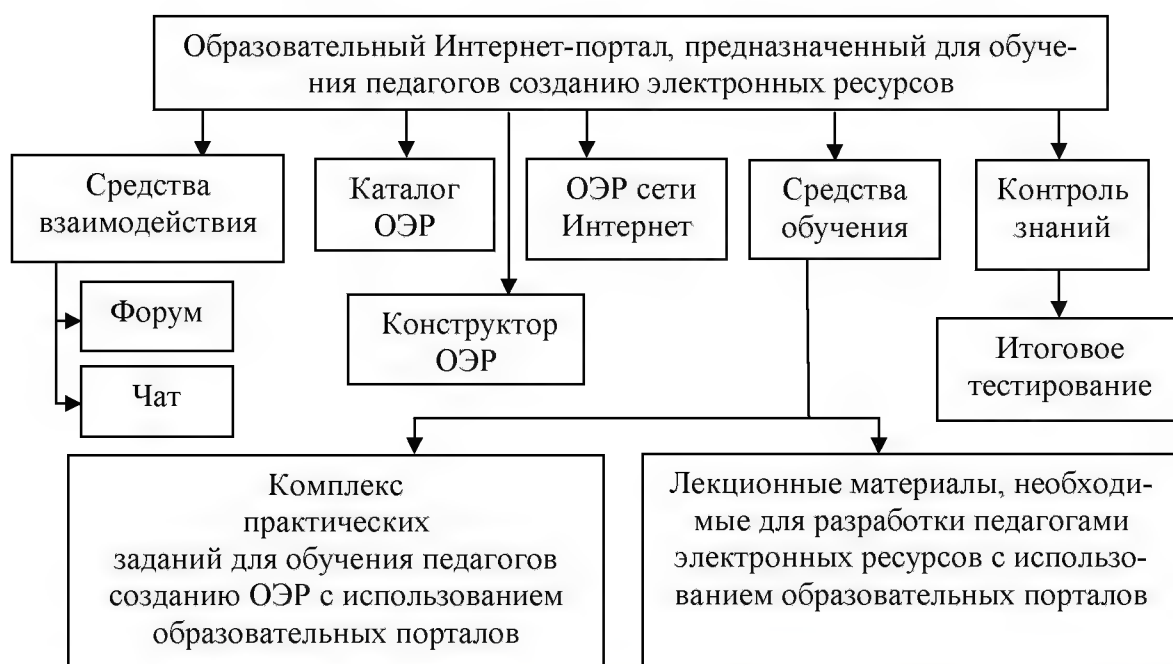 Образовательный Интернет-портал, предназначенный для обуче-
ния педагогов созданию электронных ресурсов
Средства
взаимодействия
Каталог
ОЭР
ОЭР сети
Интернет
Средства
обучения
Контроль
знаний
Форум
Чат
Конструктор
ОЭР
Итоговое
тестирование
Комплекс
практических
заданий для обучения педагогов
созданию ОЭР с использованием
образовательных порталов
Лекционные материалы, необходи-
мые для разработки педагогами
электронных ресурсов с использо-
ванием образовательных порталов